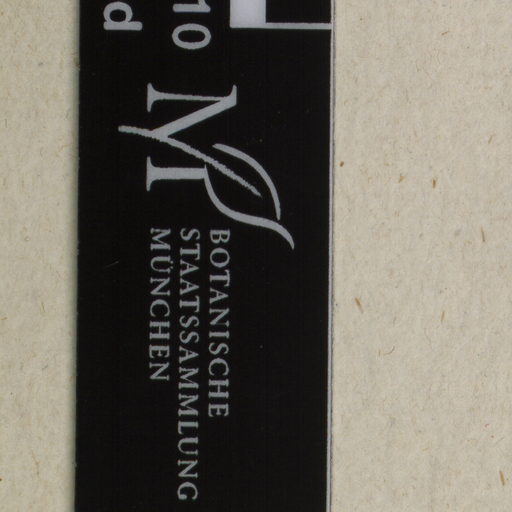 10
d
M
BOTANISCHE
STAATSSAMMLUNG
MÜNCHEN